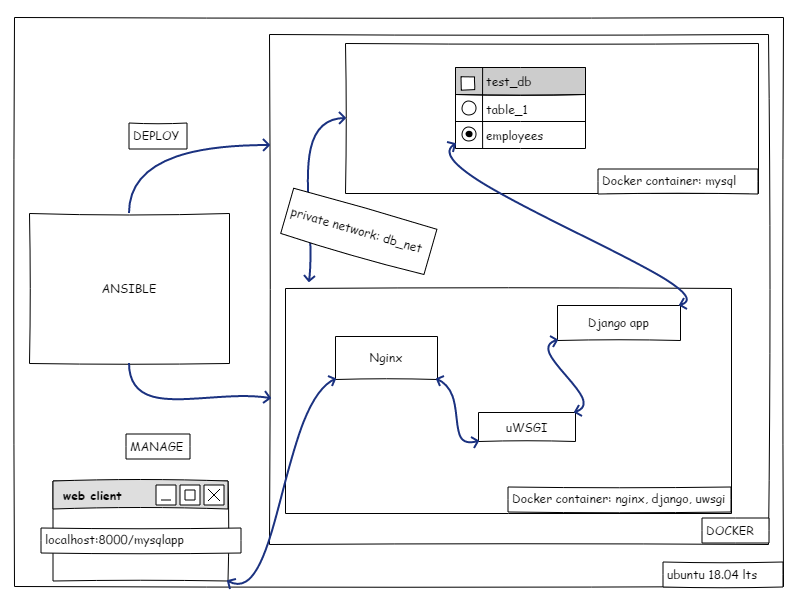 test_db
table_1
employees
Docker container: mysql
DEPLOY
private network: db_net
ANSIBLE
Django app
Nginx
uWSGI
MANAGE
web client
localhost:8000/mysqlapp
Docker container: nginx, django, uwsgi
DOCKER
ubuntu 18.04 lts